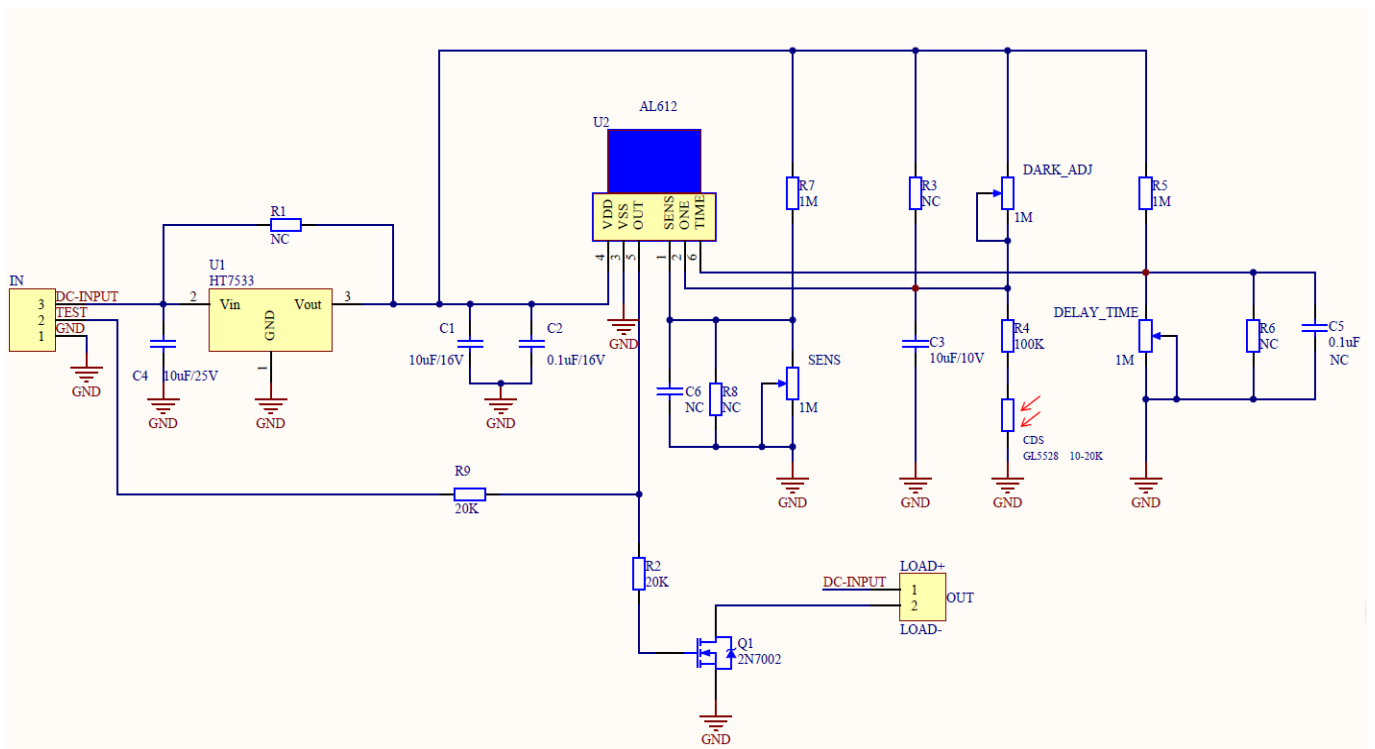 AL612
U2
VDD
VSS
OUT
SENS
ONE
TIME
4
3
5
1
2
6
R7
1M
R3
NC
DARK_ADJ
1M
R5
1M
R1
NC
U1
HT7533
2
Vin
Vout
3
GND
1
IN
3
DC-INPUT
2
TEST
1
GND
GND
C4
10uF/25V
GND
GND
C1
10uF/16V
C2
0.1uF/16V
GND
GND
C6
NC
R8
NC
SENS
1M
GND
C3
10uF/10V
GND
R4
100K
CDS
GL5528 10-20K
GND
DELAY_TIME
1M
R6
NC
C5
0.1uF
NC
GND
R9
20K
R2
20K
Q1
2N7002
GND
LOAD+
DC-INPUT
1
2
OUT
LOAD-